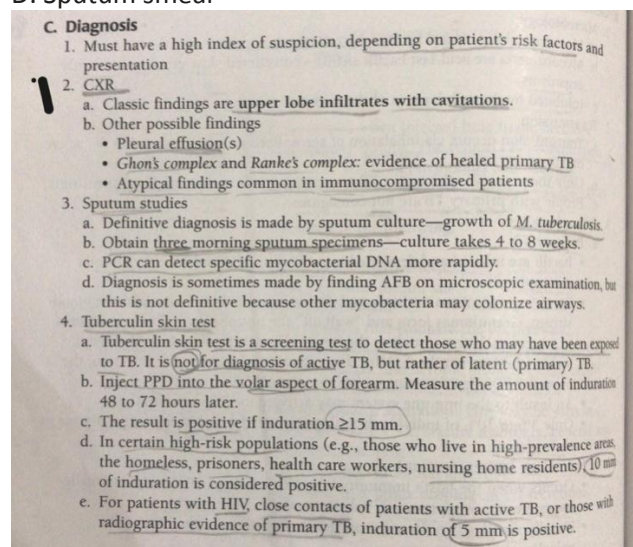 D. Sputum smear
C. Diagnosis
1. Must have a high index of suspicion, depending on patient's risk factors and
presentation
2. CXR
a. Classic findings are upper lobe infiltrates with cavitations.
b. Other possible findings
• Pleural effusion(s)
• Ghon's complex and Ranke's complex: evidence of healed primary TB
• Atypical findings common in immunocompromised patients
3. Sputum studies
a. Definitive diagnosis is made by sputum culture—growth of M. tuberculosis.
b. Obtain three morning sputum specimens—culture takes 4 to 8 weeks.
c. PCR can detect specific mycobacterial DNA more rapidly.
d. Diagnosis is sometimes made by finding AFB on microscopic examination, but
this is not definitive because other mycobacteria may colonize airways.
4. Tuberculin skin test
a. Tuberculin skin test is a screening test to detect those who may have been exposed
to TB. It is not for diagnosis of active TB, but rather of latent (primary) TB.
b. Inject PPD into the volar aspect of forearm. Measure the amount of induration
48 to 72 hours later.
c. The result is positive if induration ≥15 mm.
d. In certain high-risk populations (e.g., those who live in high-prevalence areas,
the homeless, prisoners, health care workers, nursing home residents), 10 mm
of induration is considered positive.
e. For patients with HIV, close contacts of patients with active TB, or those with
radiographic evidence of primary TB, induration of 5 mm is positive.